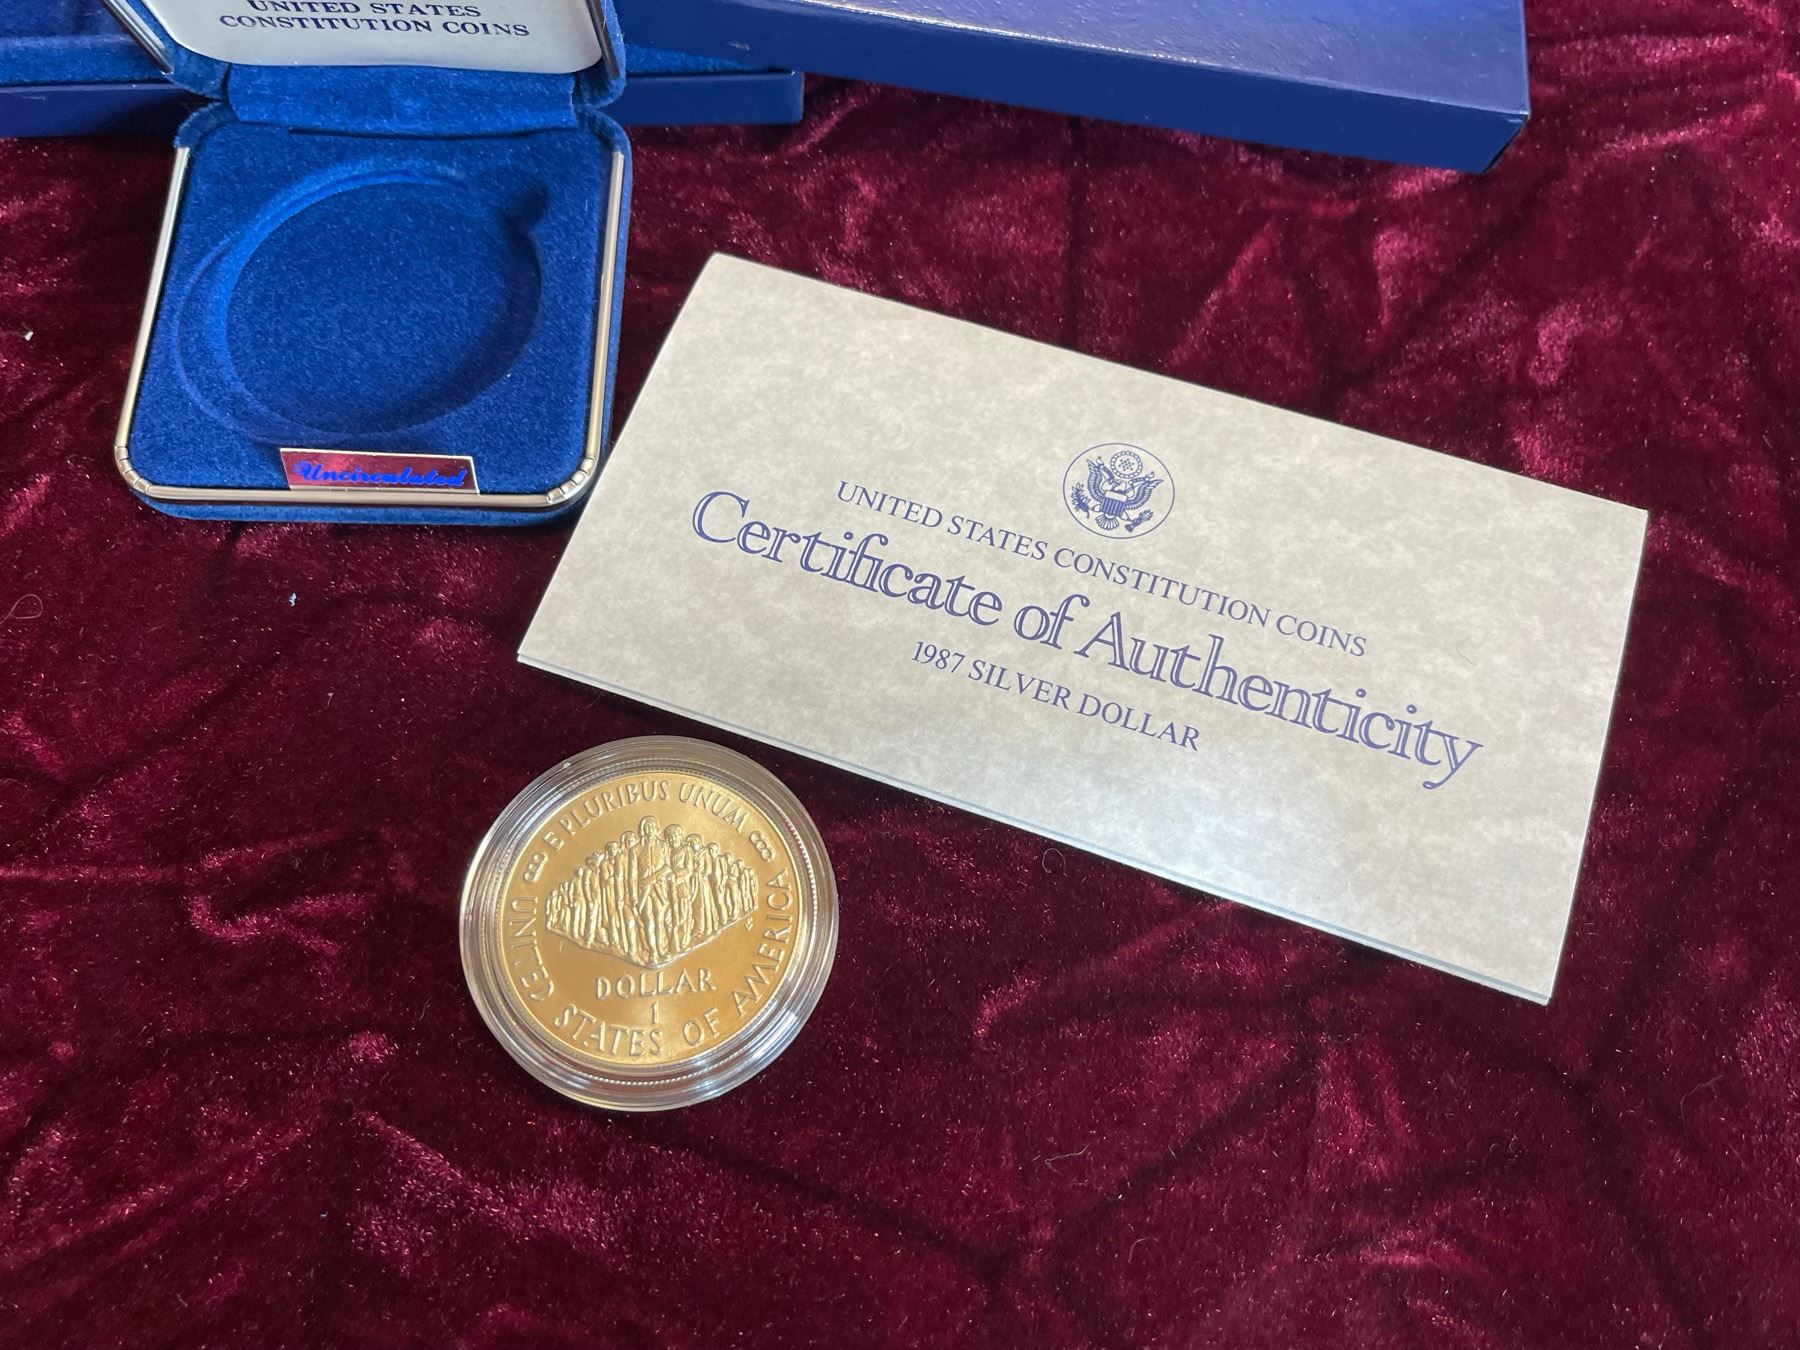 UNITED STATES
CONSTITUTION COINS
Uncirculated
UNITED STATES CONSTITUTION COINS
Certificate of Authenticity
1987 SILVER DOLLAR
E PLURIBUS UNUM
DOLLAR
1
UNITED STATES OF AMERICA